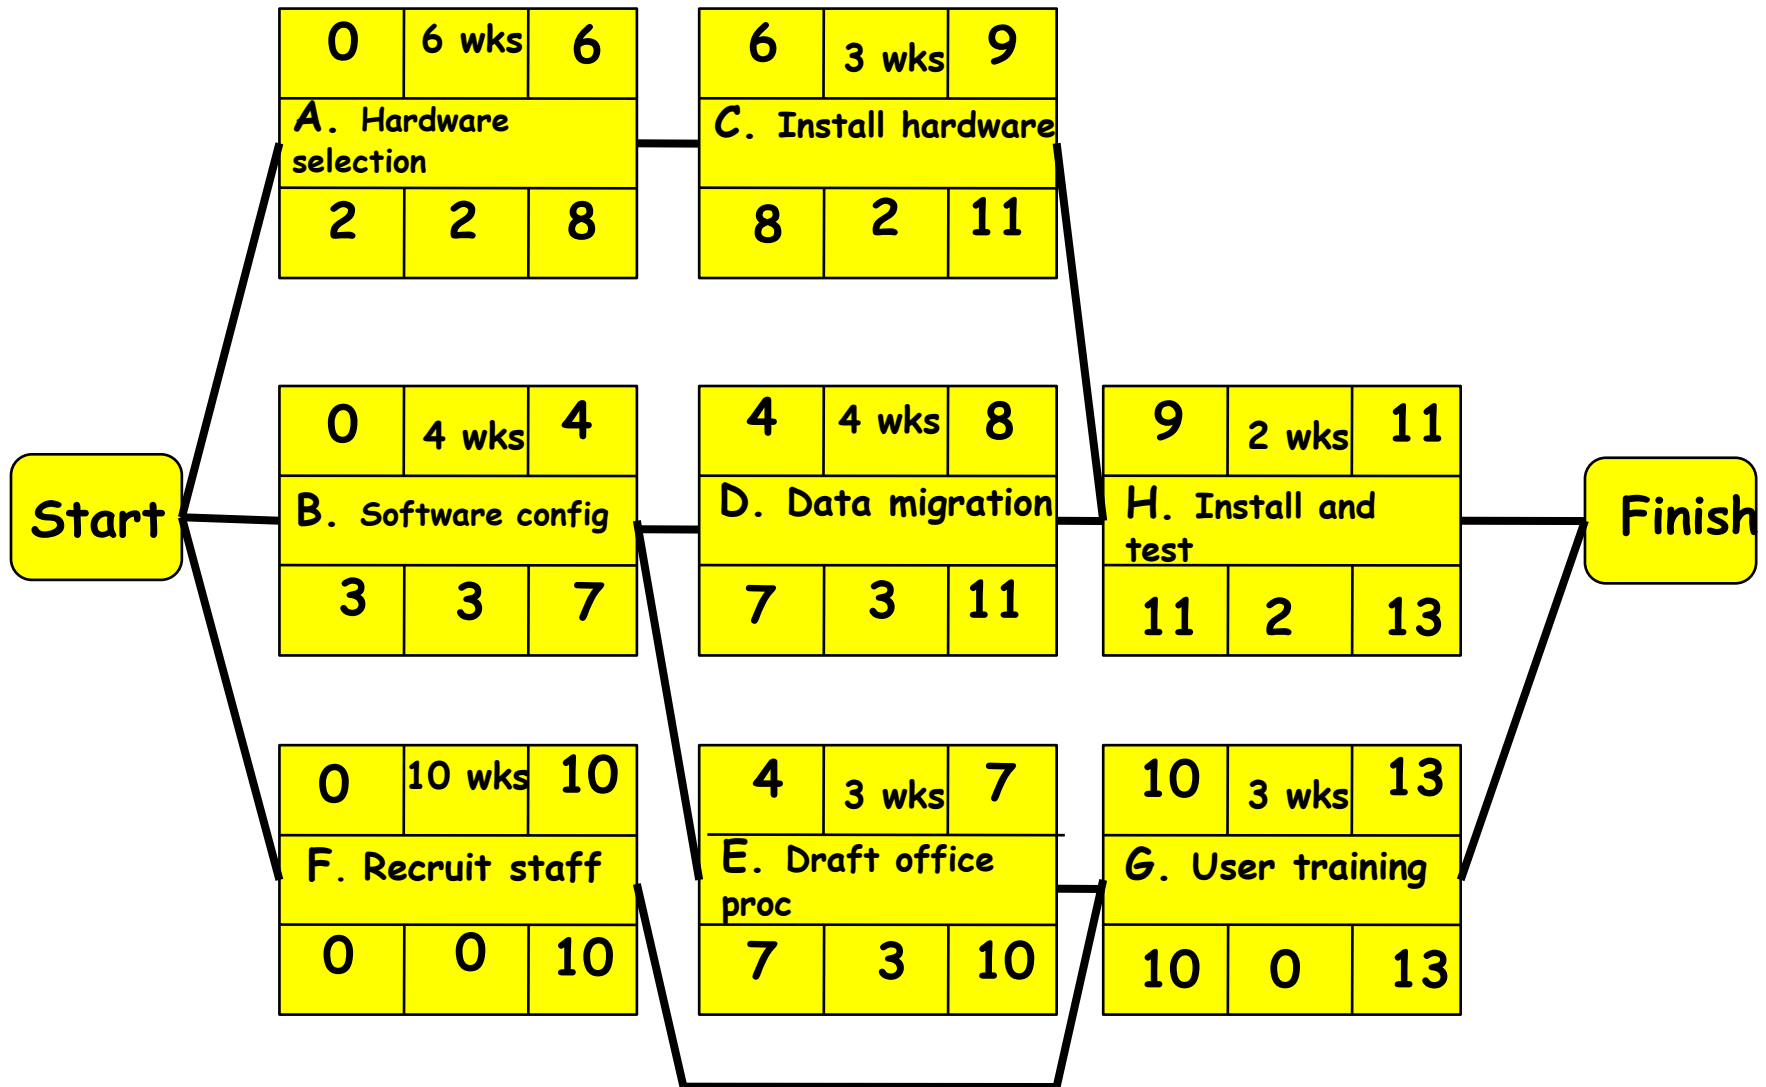 0 6 wks 6
A. Hardware
selection
2 2 8
6 3 wks 9
C. Install hardware
8 2 11
Start
0 4 wks 4
B. Software config
3 3 7
4 4 wks 8
D. Data migration
7 3 11
9 2 wks 11
H. Install and
test
11 2 13
Finish
0 10 wks 10
F. Recruit staff
0 0 10
4 3 wks 7
E. Draft office
proc
7 3 10
10 3 wks 13
G. User training
10 0 13